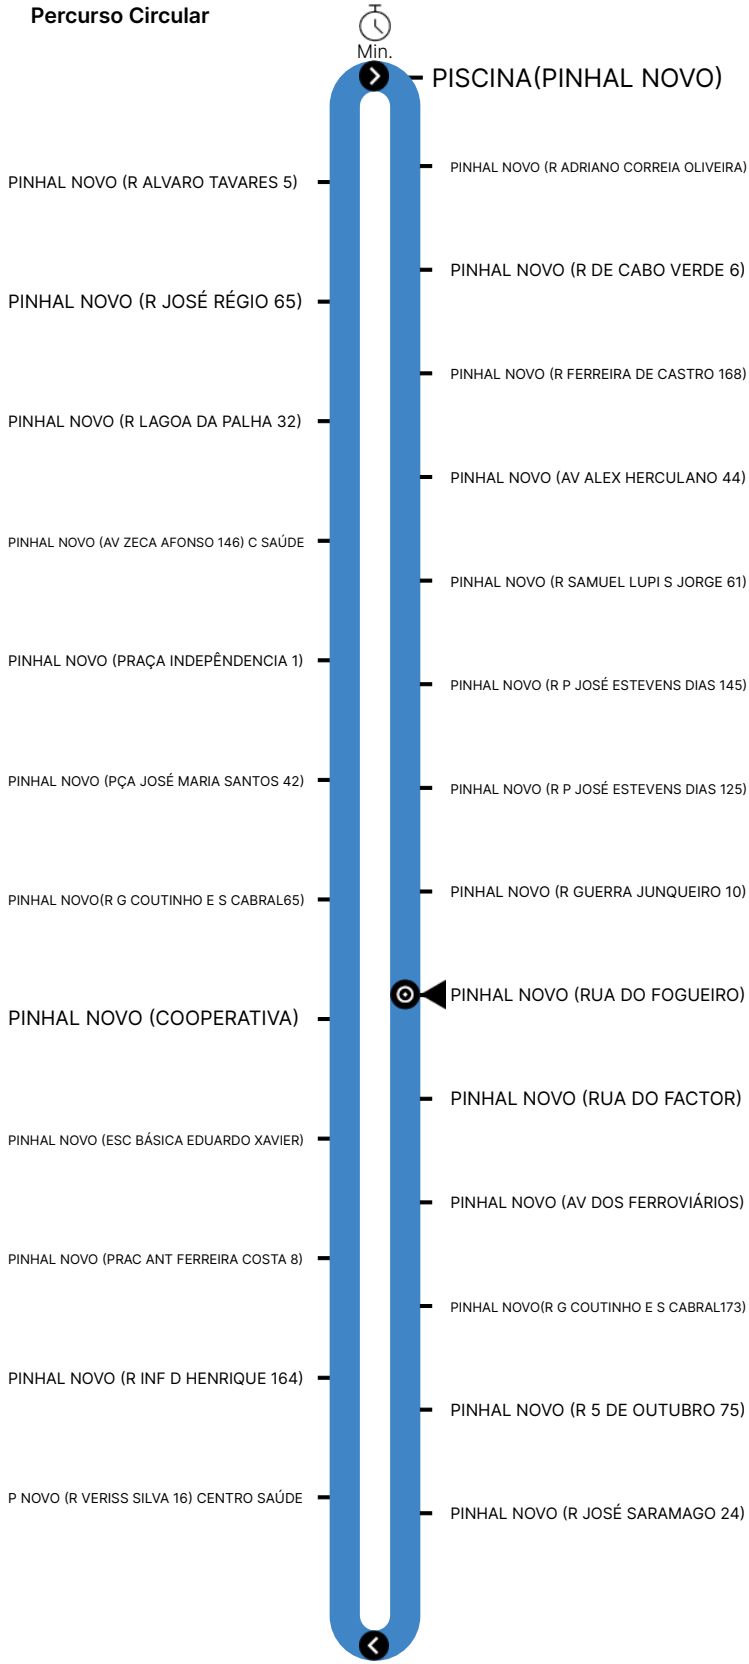 Percurso Circular
Min.
PISCINA(PINHAL NOVO)
PINHAL NOVO (R ADRIANO CORREIA OLIVEIRA)
PINHAL NOVO (R DE CABO VERDE 6)
PINHAL NOVO (R FERREIRA DE CASTRO 168)
PINHAL NOVO (AV ALEX HERCULANO 44)
PINHAL NOVO (R SAMUEL LUPI S JORGE 61)
PINHAL NOVO (R P JOSÉ ESTEVENS DIAS 145)
PINHAL NOVO (R P JOSÉ ESTEVENS DIAS 125)
PINHAL NOVO (R GUERRA JUNQUEIRO 10)
PINHAL NOVO (RUA DO FOGUEIRO)
PINHAL NOVO (RUA DO FACTOR)
PINHAL NOVO (AV DOS FERROVIÁRIOS)
PINHAL NOVO(R G COUTINHO E S CABRAL173)
PINHAL NOVO (R 5 DE OUTUBRO 75)
PINHAL NOVO (R JOSÉ SARAMAGO 24)
PINHAL NOVO (R ALVARO TAVARES 5)
PINHAL NOVO (R JOSÉ RÉGIO 65)
PINHAL NOVO (R LAGOA DA PALHA 32)
PINHAL NOVO (AV ZECA AFONSO 146) C SAÚDE
PINHAL NOVO (PRAÇA INDEPÊNDENCIA 1)
PINHAL NOVO (PÇA JOSÉ MARIA SANTOS 42)
PINHAL NOVO(R G COUTINHO E S CABRAL65)
PINHAL NOVO (COOPERATIVA)
PINHAL NOVO (ESC BÁSICA EDUARDO XAVIER)
PINHAL NOVO (PRAC ANT FERREIRA COSTA 8)
PINHAL NOVO (R INF D HENRIQUE 164)
P NOVO (R VERISS SILVA 16) CENTRO SAÚDE